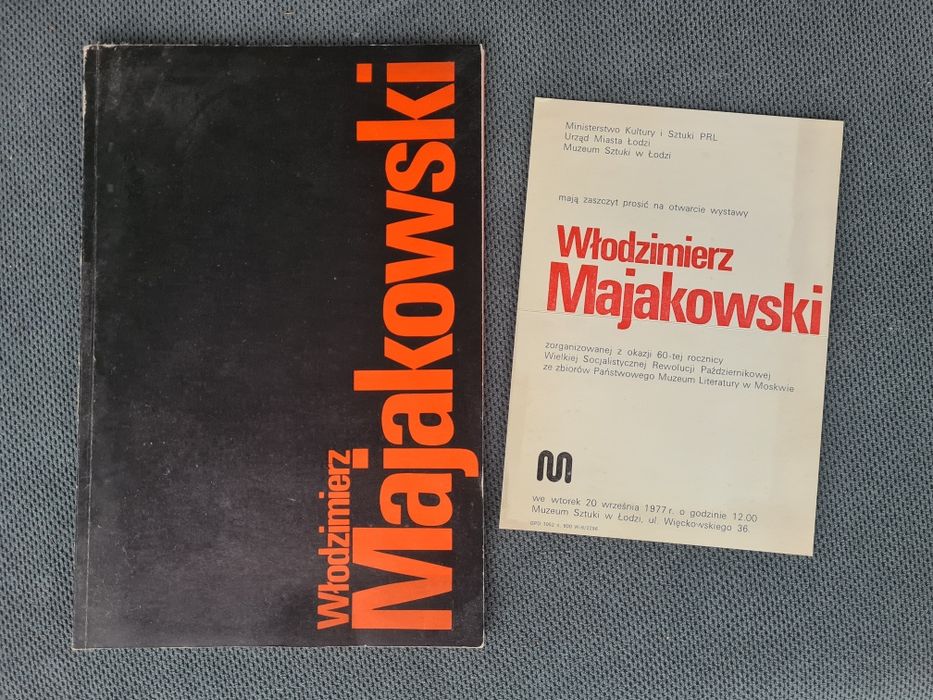 Włodzimierz
Majakowski
Ministerstwo Kultury i Sztuki PRL
Urząd Miasta Łodzi
Muzeum Sztuki w Łodzi
mają zaszczyt prosić na otwarcie wystawy
Włodzimierz
Majakowski
zorganizowanej z okazji 60-tej rocznicy
Wielkiej Socjalistycznej Rewolucji Październikowej
ze zbiorów Państwowego Muzeum Literatury w Moskwie
m
we wtorek 20 września 1977 r. o godzinie 12.00
Muzeum Sztuki w Łodzi, ul. Więckowskiego 36.